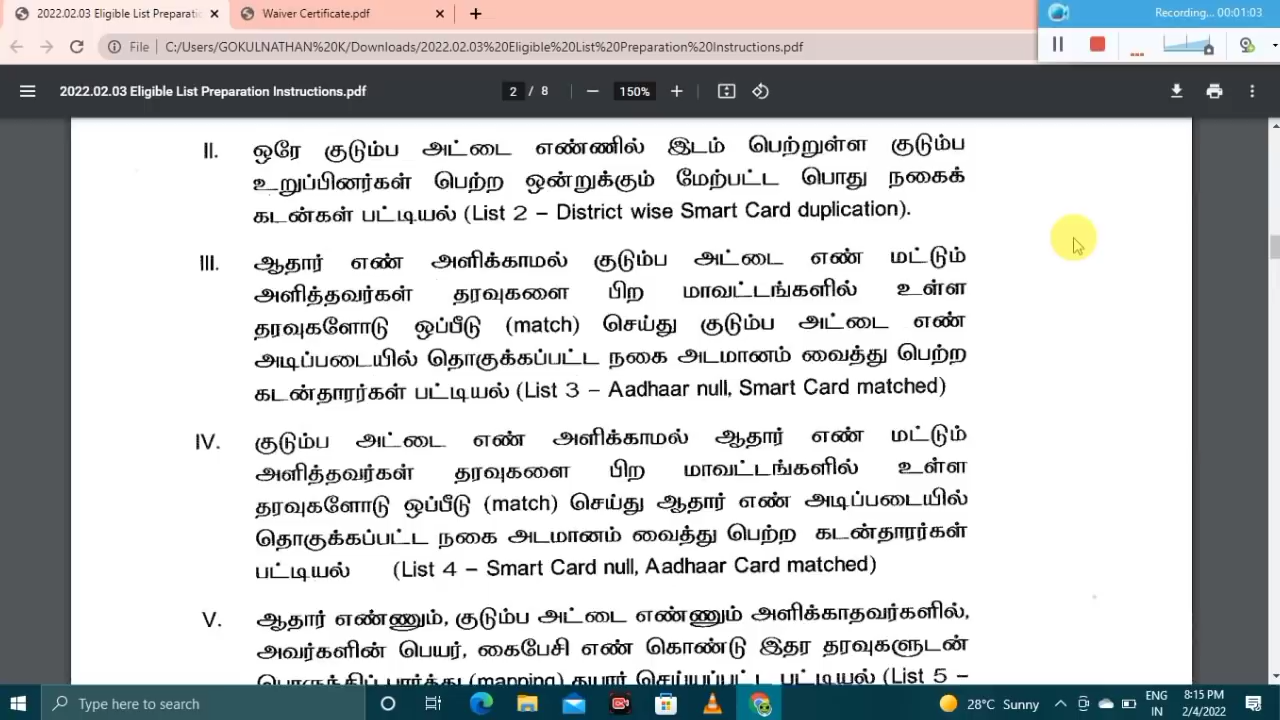 2022.02.03 Eligible List Preparatic
Waiver Certificate.pdf
Recording... 00:01:03
File
C:/Users/GOKULNATHAN%20K/Downloads/2022.02.03%20Eligible%20List%20Preparation%20Instructions.pdf
2022.02.03 Eligible List Preparation Instructions.pdf
2 / 8
150%
II. ஒரே குடும்ப அட்டை எண்ணில் இடம் பெற்றுள்ள குடும்ப
உறுப்பினர்கள் பெற்ற ஒன்றுக்கும் மேற்பட்ட பொது நகைக்
கடன்கள் பட்டியல் (List 2 – District wise Smart Card duplication).
III. ஆதார் எண் அளிக்காமல் குடும்ப அட்டை எண் மட்டும்
அளித்தவர்கள் தரவுகளை பிற மாவட்டங்களில் உள்ள
தரவுகளோடு ஒப்பீடு (match) செய்து குடும்ப அட்டை எண்
அடிப்படையில் தொகுக்கப்பட்ட நகை அடமானம் வைத்து பெற்ற
கடன்தாரர்கள் பட்டியல் (List 3 – Aadhaar null, Smart Card matched)
IV. குடும்ப அட்டை எண் அளிக்காமல் ஆதார் எண் மட்டும்
அளித்தவர்கள் தரவுகளை பிற மாவட்டங்களில் உள்ள
தரவுகளோடு ஒப்பீடு (match) செய்து ஆதார் எண் அடிப்படையில்
தொகுக்கப்பட்ட நகை அடமானம் வைத்து பெற்ற கடன்தாரர்கள்
பட்டியல் (List 4 – Smart Card null, Aadhaar Card matched)
V. ஆதார் எண்ணும், குடும்ப அட்டை எண்ணும் அளிக்காதவர்களில்,
அவர்களின் பெயர், கைபேசி எண் கொண்டு இதர தரவுகளுடன்
பொருத்திப் பார்த்து (mapping) தயார் செய்யப்பட்ட பட்டியல் (List 5 –
Type here to search
28°C Sunny
ENG
IN
8:15 PM
2/4/2022